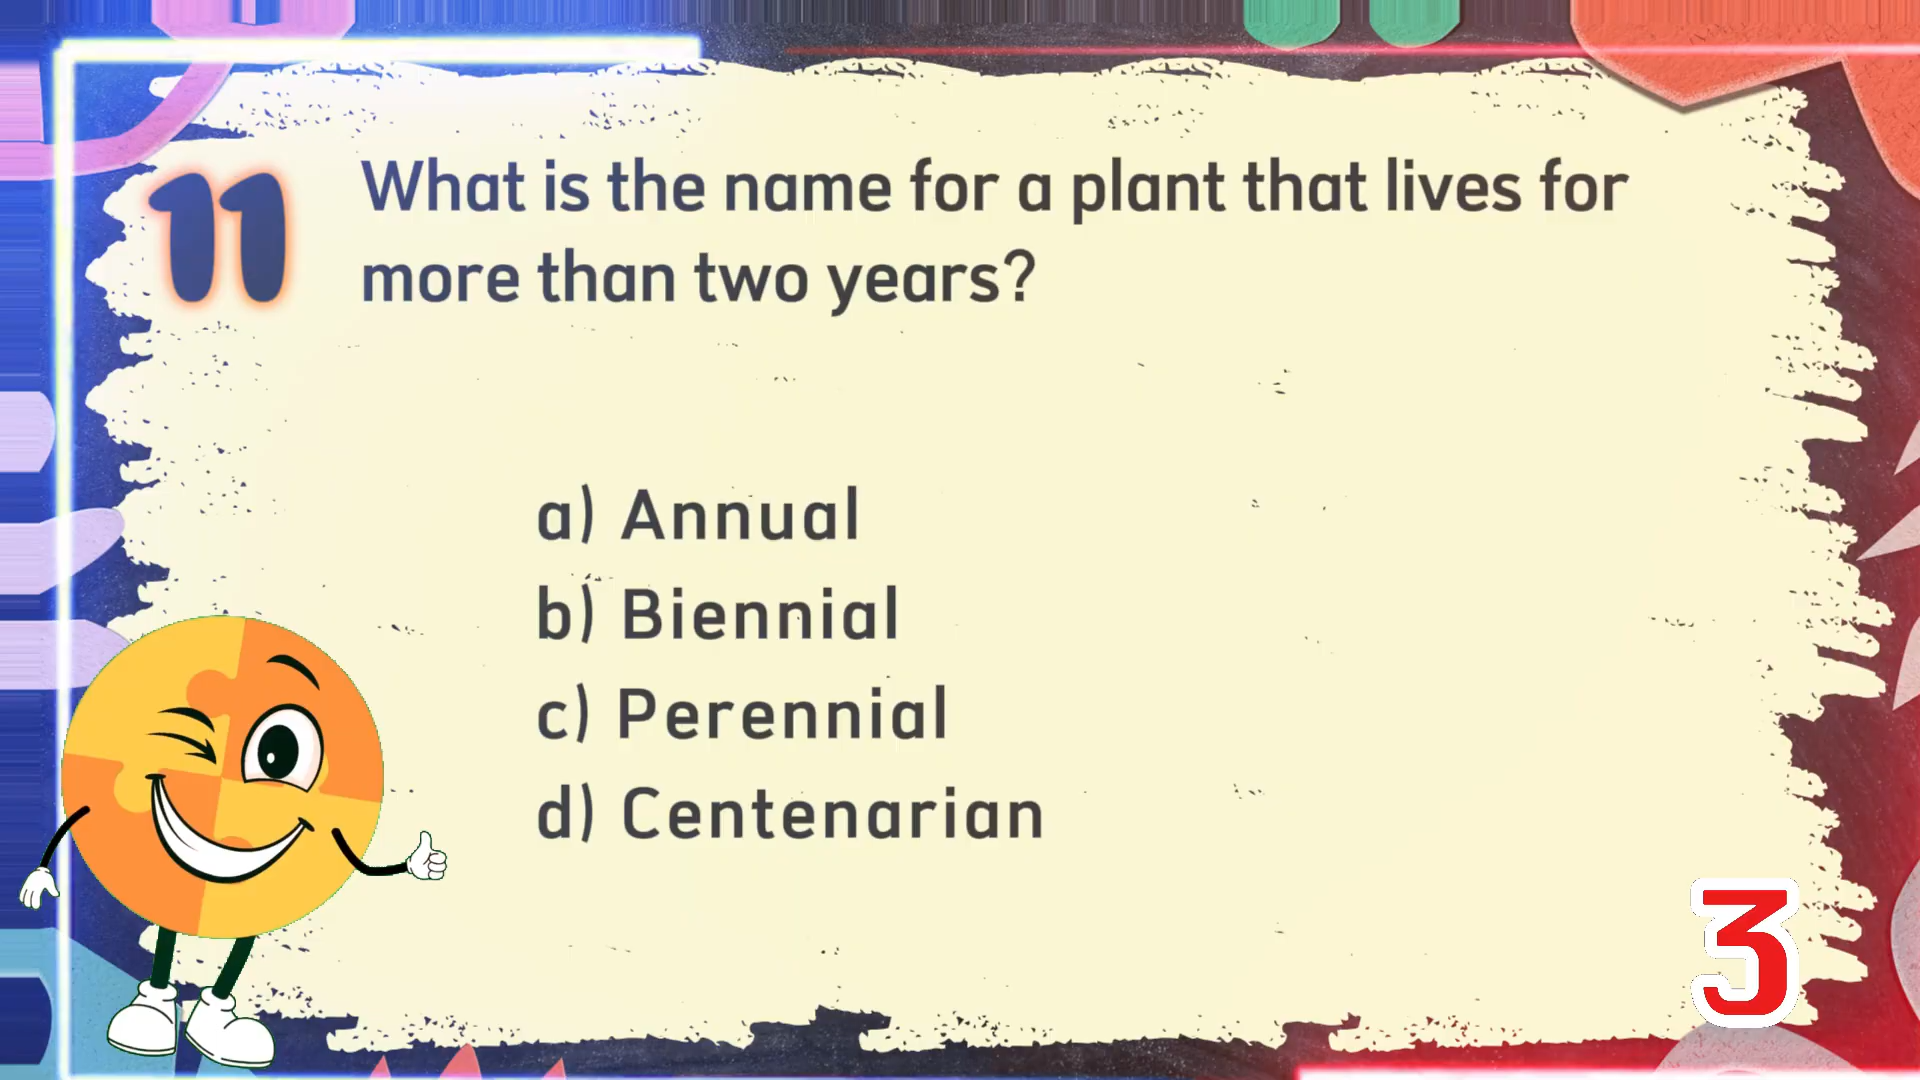 11
What is the name for a plant that lives for
more than two years?
a) Annual
b) Biennial
c) Perennial
d) Centenarian
3